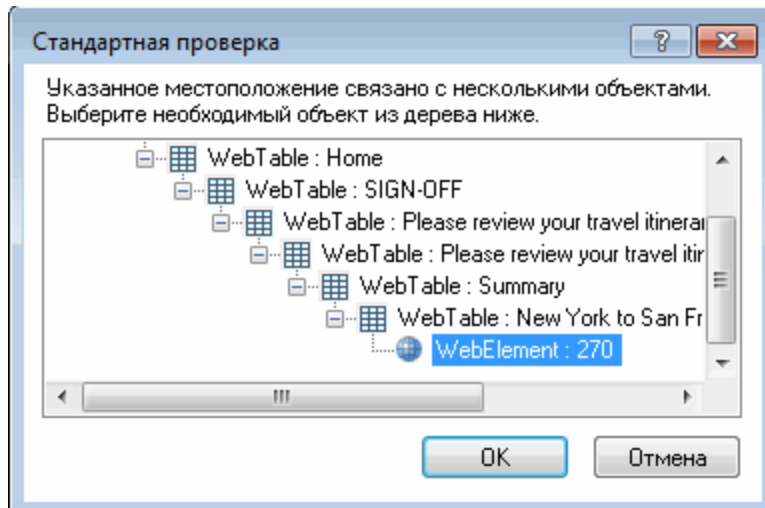 Стандартная проверка
Указанное местоположение связано с несколькими объектами.
Выберите необходимый объект из дерева ниже.
WebTable : Home
WebTable : SIGN-OFF
WebTable : Please review your travel itinerar
WebTable : Please review your travel itir
WebTable : Summary
WebTable : New York to San Fr
WebElement : 270
OK
Отмена